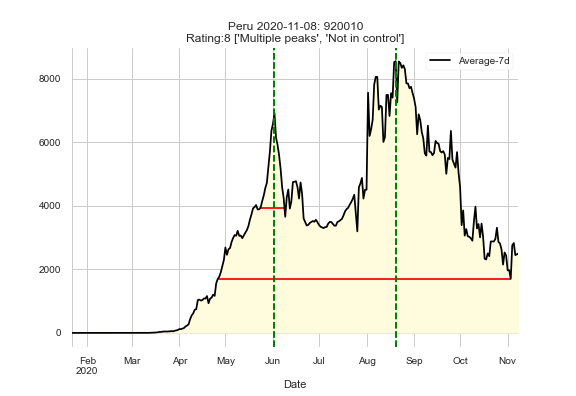 Peru 2020-11-08: 920010
Rating:8 ['Multiple peaks', 'Not in control']
Average-7d
8000
6000
4000
2000
0
Feb Mar Apr May Jun Jul Aug Sep Oct Nov
2020
Date